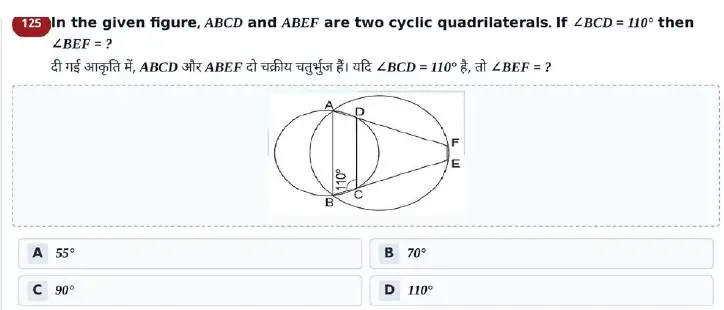 125 In the given figure, ABCD and ABEF are two cyclic quadrilaterals. If ∠BCD = 110° then
∠BEF = ?
दी गई आकृति में, ABCD और ABEF दो चक्रीय चतुर्भुज हैं। यदि ∠BCD = 110° है, तो ∠BEF = ?
A D
F
E
110°
B C
A 55°
B 70°
C 90°
D 110°